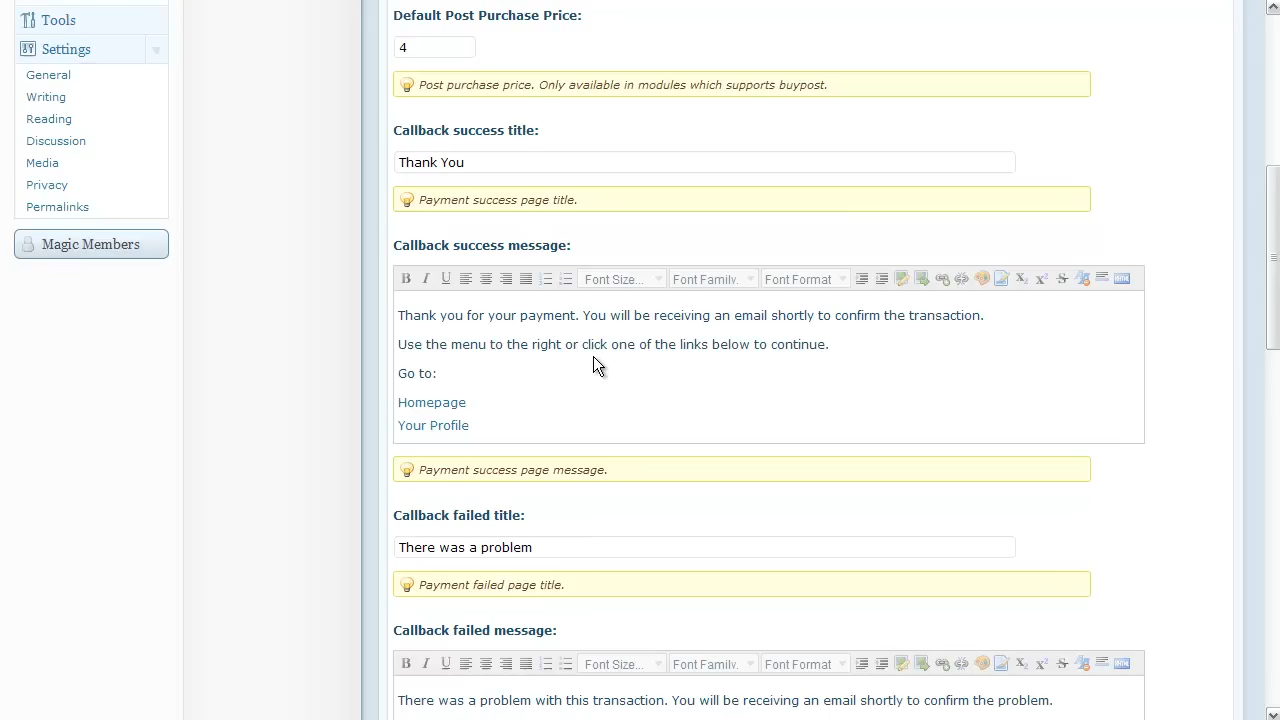 Tools
Settings
General
Writing
Reading
Discussion
Media
Privacy
Permalinks
Magic Members
Default Post Purchase Price:
4
Post purchase price. Only available in modules which supports buypost.
Callback success title:
Thank You
Payment success page title.
Callback success message:
B I U Font Size... Font Family. Font Format
Thank you for your payment. You will be receiving an email shortly to confirm the transaction.
Use the menu to the right or click one of the links below to continue.
Go to:
Homepage
Your Profile
Payment success page message.
Callback failed title:
There was a problem
Payment failed page title.
Callback failed message:
B I U Font Size... Font Family. Font Format
There was a problem with this transaction. You will be receiving an email shortly to confirm the problem.